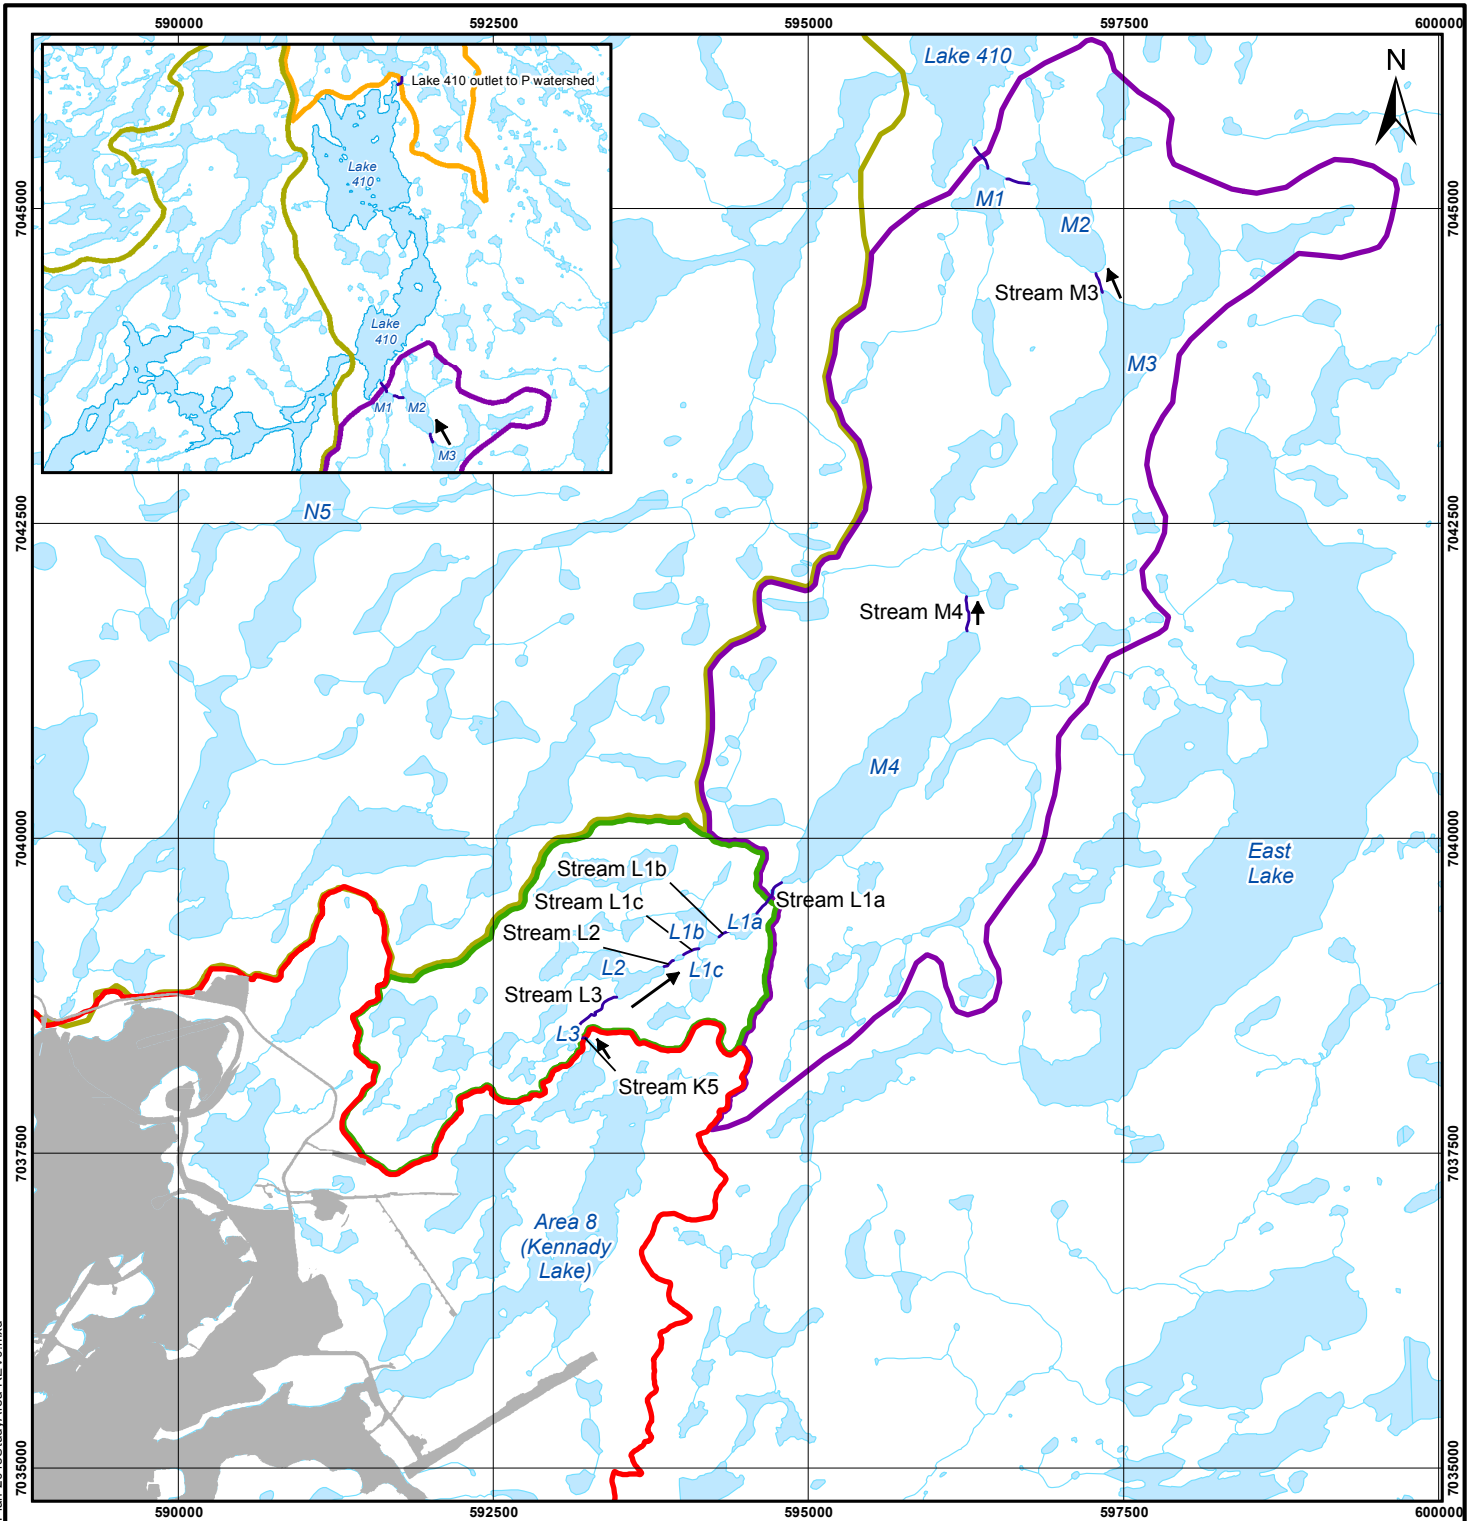 590000
592500
595000
597500
600000
Lake 410 outlet to P watershed
Lake
410
Lake
410
M1
M2
M3
Lake 410
N
7045000
7045000
M1
M2
Stream M3
M3
7042500
7042500
N5
Stream M4
M4
7040000
7040000
East
Lake
Stream L1b
Stream L1a
Stream L1c
L1a
Stream L2
L1b
L2
L1c
Stream L3
L3
Stream K5
7037500
7037500
Area 8
(Kennady
Lake)
7035000
7035000
590000
592500
595000
597500
600000